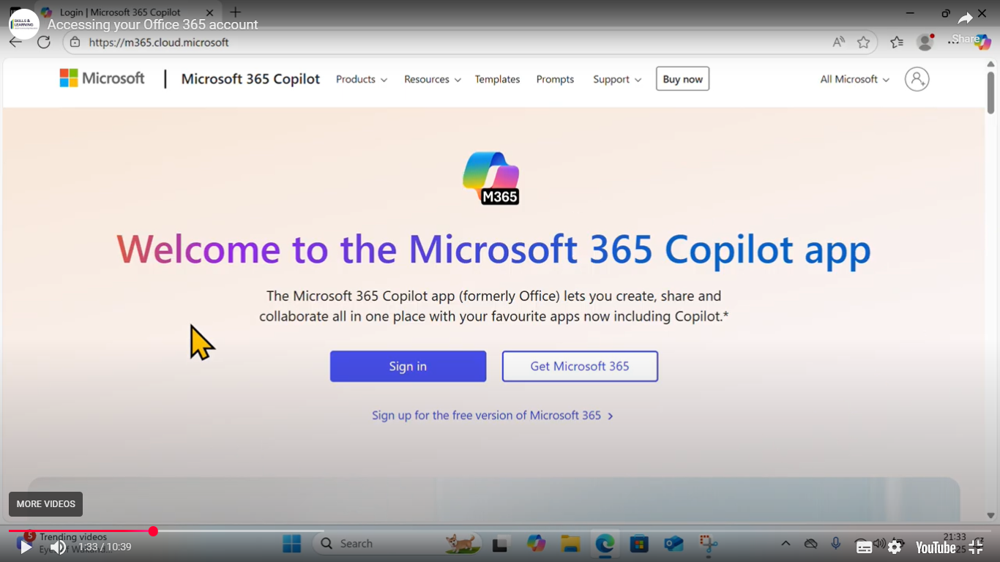 Login | Microsoft 365 Copilot
SKILLS &
LEARNING
Accessing your Office 365 account
Share
https://m365.cloud.microsoft
Microsoft | Microsoft 365 Copilot Products Resources Templates Prompts Support Buy now All Microsoft
M365
Welcome to the Microsoft 365 Copilot app
The Microsoft 365 Copilot app (formerly Office) lets you create, share and
collaborate all in one place with your favourite apps now including Copilot.*
Sign in Get Microsoft 365
Sign up for the free version of Microsoft 365 >
MORE VIDEOS
5 Trending videos
Search
21:33
1:33 / 10:39
YouTube